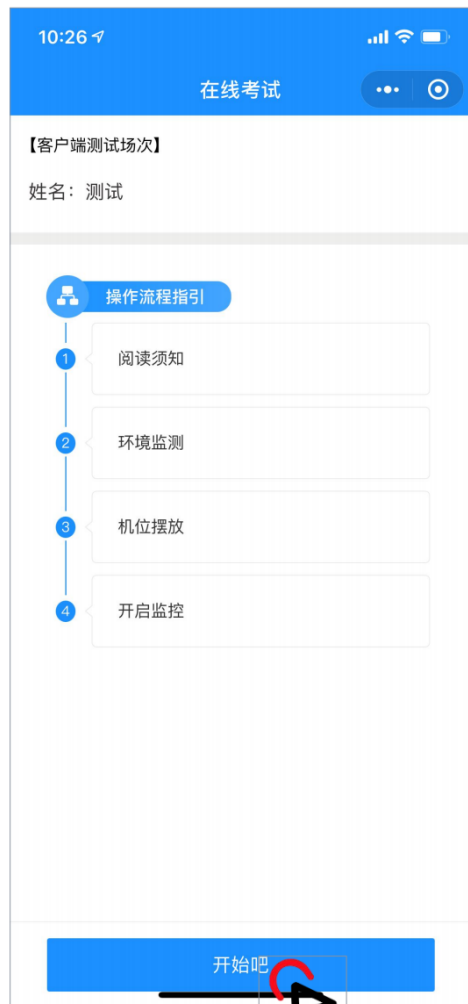 10:26
在线考试
【客户端测试场次】
姓名：测试
操作流程指引
1 阅读须知
2 环境监测
3 机位摆放
4 开启监控
开始吧